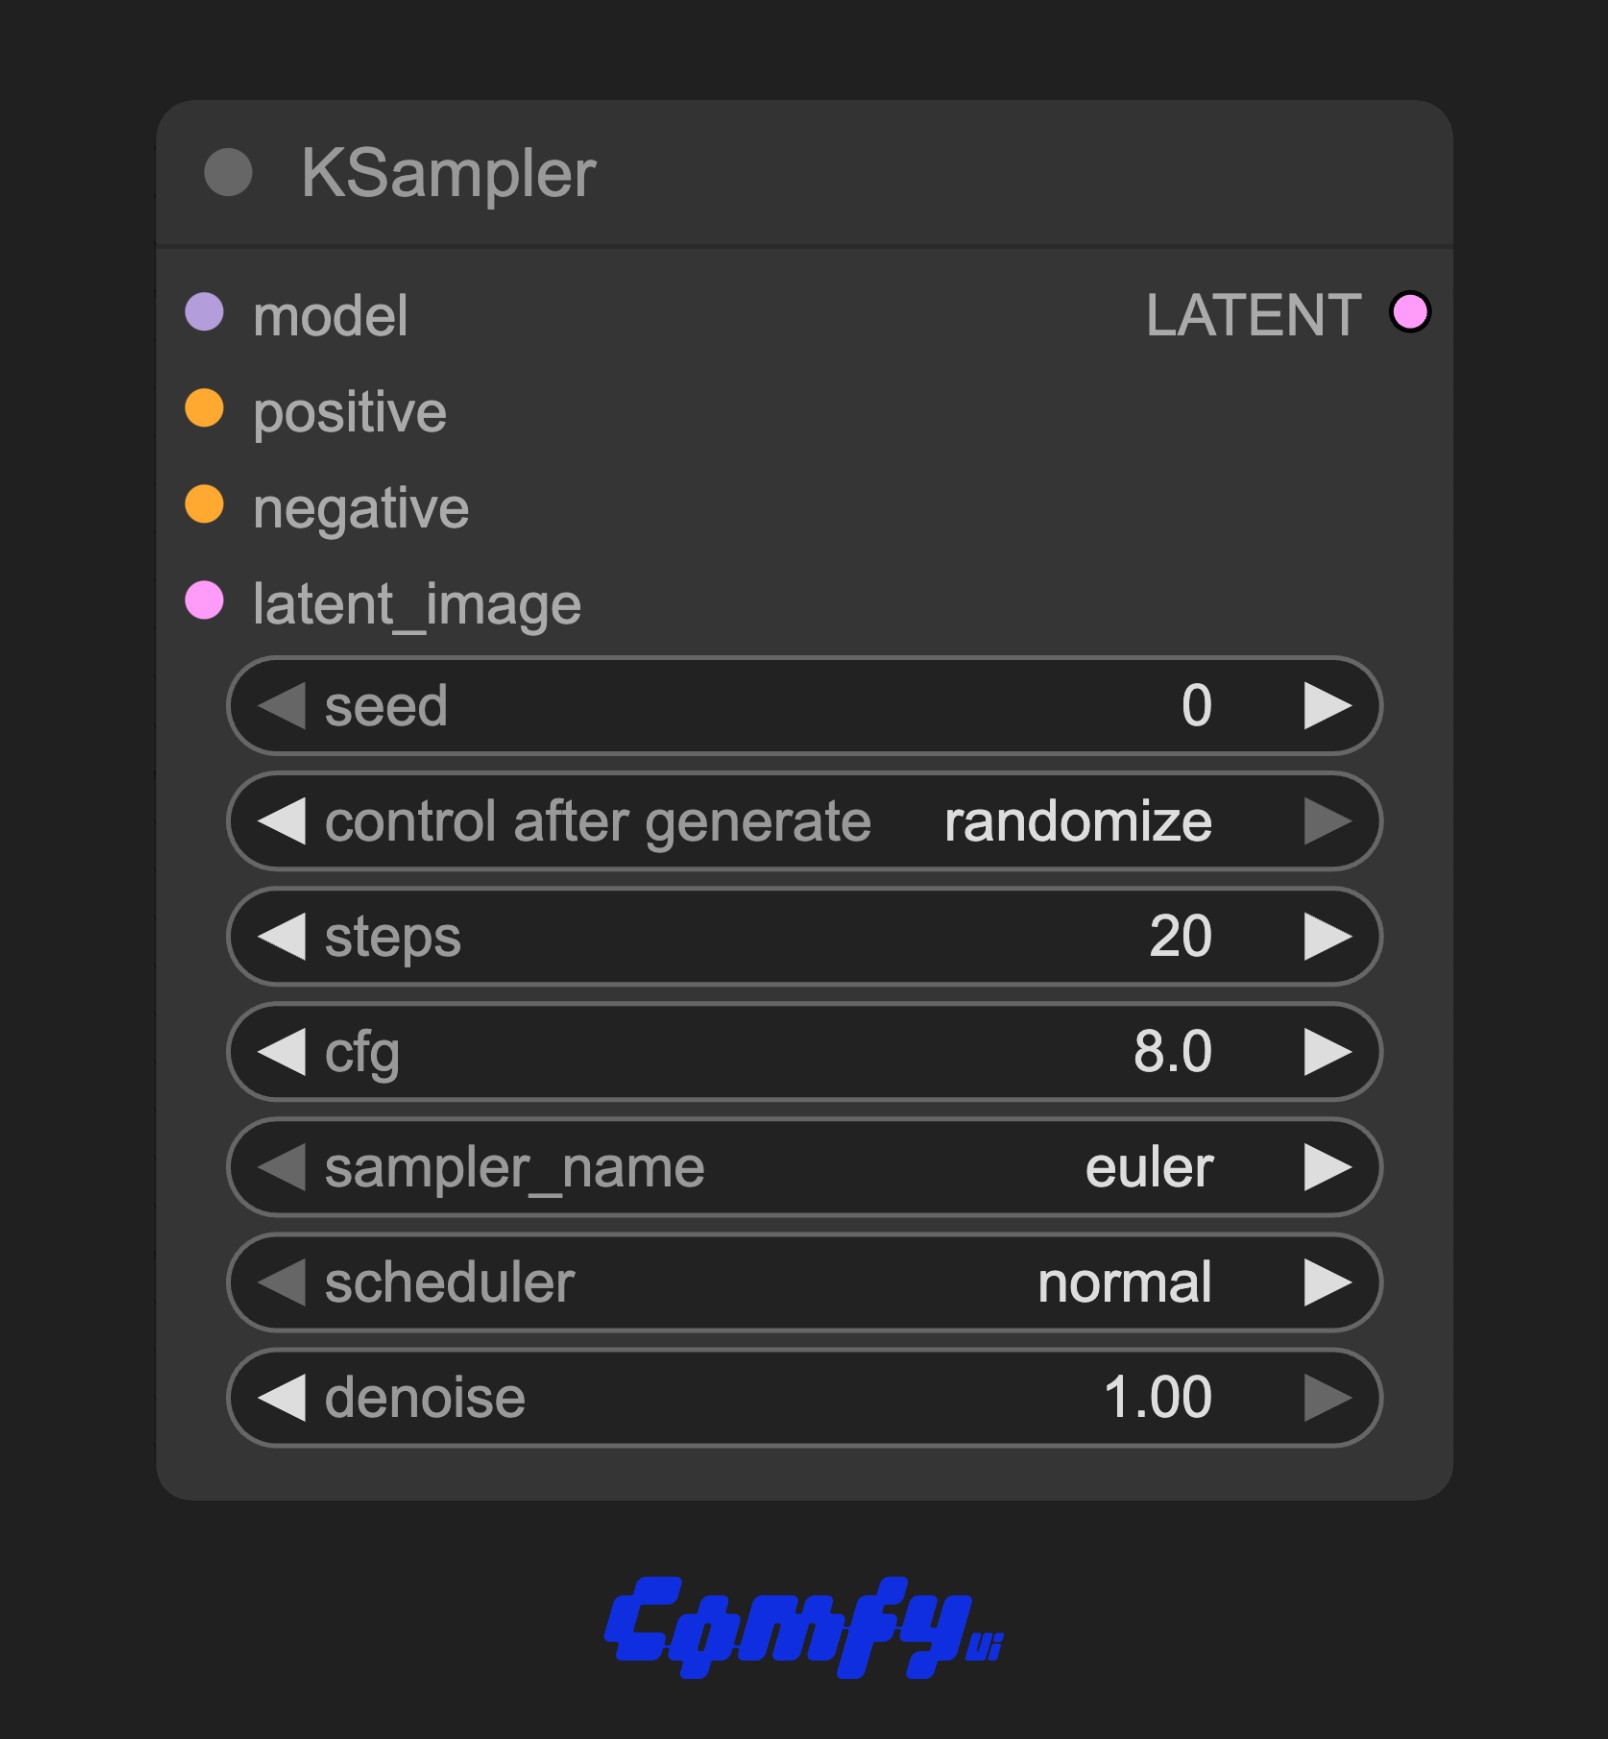 KSampler
model LATENT
positive
negative
latent_image
seed 0
control after generate randomize
steps 20
cfg 8.0
sampler_name euler
scheduler normal
denoise 1.00
Comfy ui